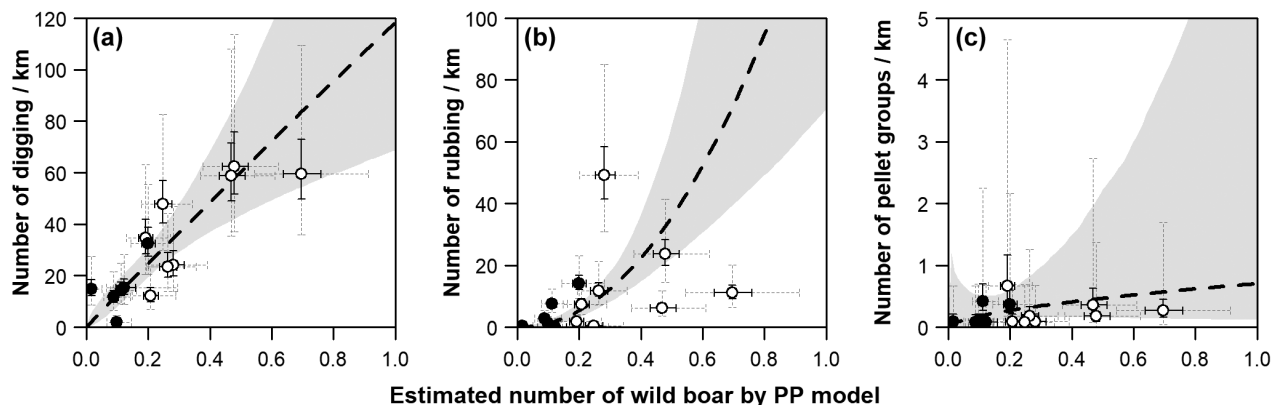 (a)
Number of digging / km
120
100
80
60
40
20
0
0.0 0.2 0.4 0.6 0.8 1.0
(b)
Number of rubbing / km
100
80
60
40
20
0
0.0 0.2 0.4 0.6 0.8 1.0
(c)
Number of pellet groups / km
5
4
3
2
1
0
0.0 0.2 0.4 0.6 0.8 1.0
Estimated number of wild boar by PP model